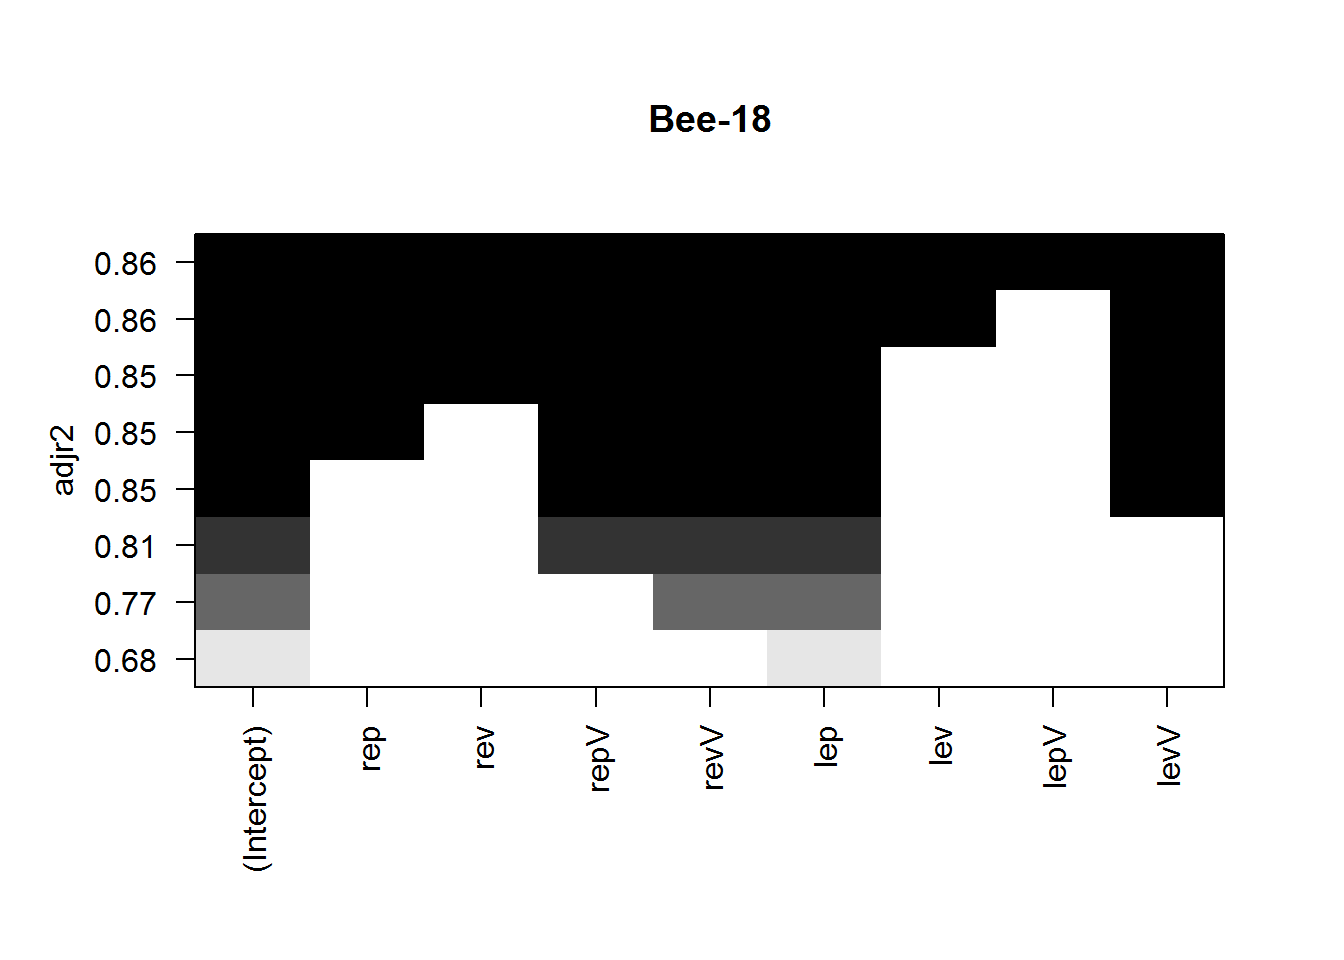 Bee-18
adjr2
0.86
0.86
0.85
0.85
0.85
0.81
0.77
0.68
(Intercept)
rep
rev
repV
revV
lep
lev
lepV
levV